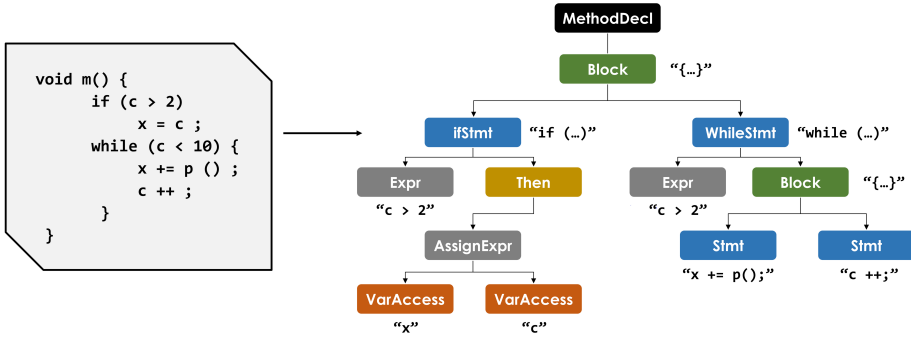 void m() {
if (c > 2)
x = c ;
while (c < 10) {
x += p () ;
c ++ ;
}
}
MethodDecl
Block “{…}”
ifStmt “if (…)” WhileStmt “while (…)”
Expr Then Expr Block “{…}”
“c > 2” “c > 2”
AssignExpr Stmt Stmt
“x += p();” “c ++;”
VarAccess VarAccess
“x” “c”